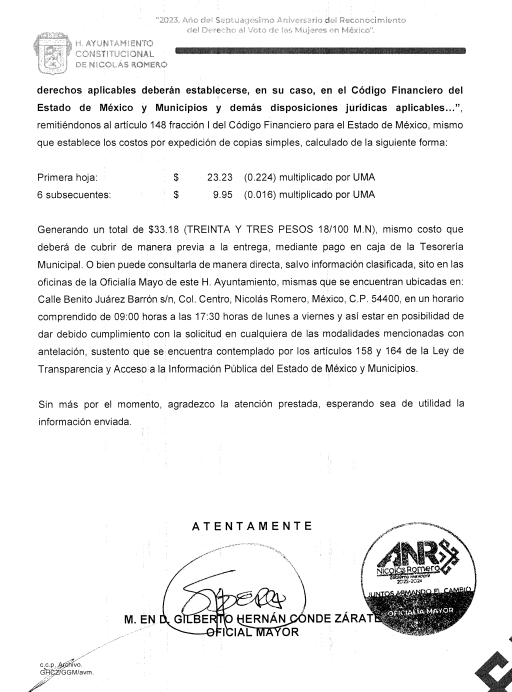 "2023, Año del Septuagésimo Aniversario del Reconocimiento
del Derecho al Voto de las Mujeres en México".
H. AYUNTAMIENTO
CONSTITUCIONAL
DE NICOLÁS ROMERO
derechos aplicables deberán establecerse, en su caso, en el Código Financiero del
Estado de México y Municipios y demás disposiciones jurídicas aplicables...",
remitiéndonos al artículo 148 fracción I del Código Financiero para el Estado de México, mismo
que establece los costos por expedición de copias simples, calculado de la siguiente forma:
Primera hoja: $ 23.23 (0.224) multiplicado por UMA
6 subsecuentes: $ 9.95 (0.016) multiplicado por UMA
Generando un total de $33.18 (TREINTA Y TRES PESOS 18/100 M.N), mismo costo que
deberá de cubrir de manera previa a la entrega, mediante pago en caja de la Tesorería
Municipal. O bien puede consultarla de manera directa, salvo información clasificada, sito en las
oficinas de la Oficialía Mayo de este H. Ayuntamiento, mismas que se encuentran ubicadas en:
Calle Benito Juárez Barrón s/n, Col. Centro, Nicolás Romero, México, C.P. 54400, en un horario
comprendido de 09:00 horas a las 17:30 horas de lunes a viernes y así estar en posibilidad de
dar debido cumplimiento con la solicitud en cualquiera de las modalidades mencionadas con
antelación, sustento que se encuentra contemplado por los artículos 158 y 164 de la Ley de
Transparencia y Acceso a la Información Pública del Estado de México y Municipios.
Sin más por el momento, agradezco la atención prestada, esperando sea de utilidad la
información enviada.
ATENTAMENTE
M. EN D. GILBERTO HERNÁN CONDE ZÁRATE
OFICIAL MAYOR
ANR
Nicolás Romero
Gobierno Municipal
2022-2024
JUNTOS ARMANDO EL CAMBIO
OFICIALÍA MAYOR
c.c.p. Archivo.
GHCZ/GGM/avm.